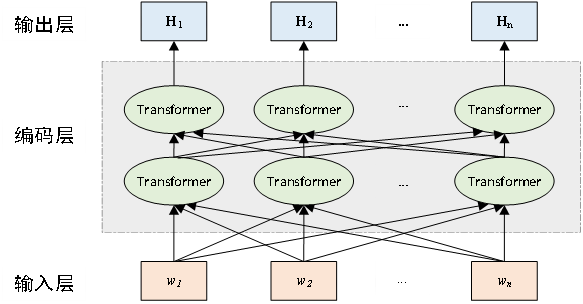 输出层 H1 H2 ... Hn
Transformer Transformer ... Transformer
编码层
Transformer Transformer ... Transformer
输入层 w1 w2 ... wn